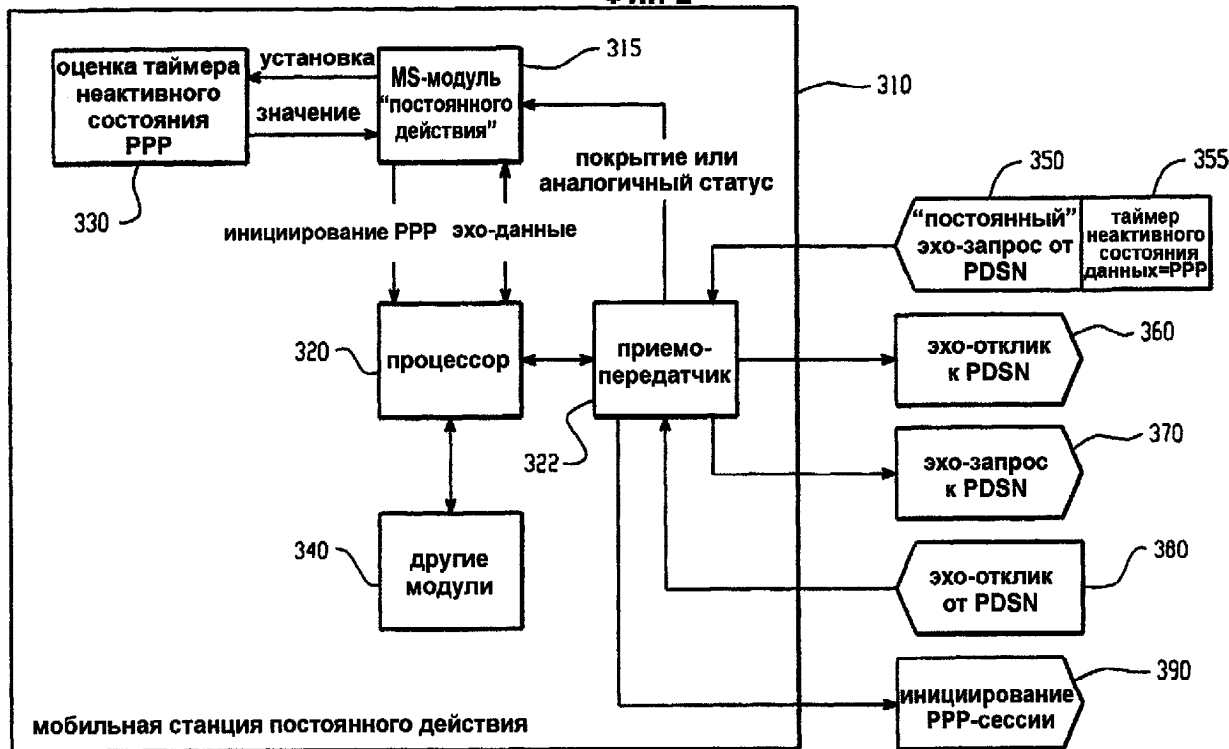 оценка таймера
неактивного
состояния
PPP
установка
значение
MS-модуль
"постоянного
действия"
315
310
330
покрытие или
аналогичный статус
350
355
"постоянный"
эхо-запрос от
PDSN
таймер
неактивного
состояния
данных=PPP
инициирование PPP
эхо-данные
320
процессор
приемо-
передатчик
322
360
эхо-отклик
к PDSN
370
эхо-запрос
к PDSN
340
другие
модули
380
эхо-отклик
от PDSN
390
инициирование
PPP-сессии
мобильная станция постоянного действия